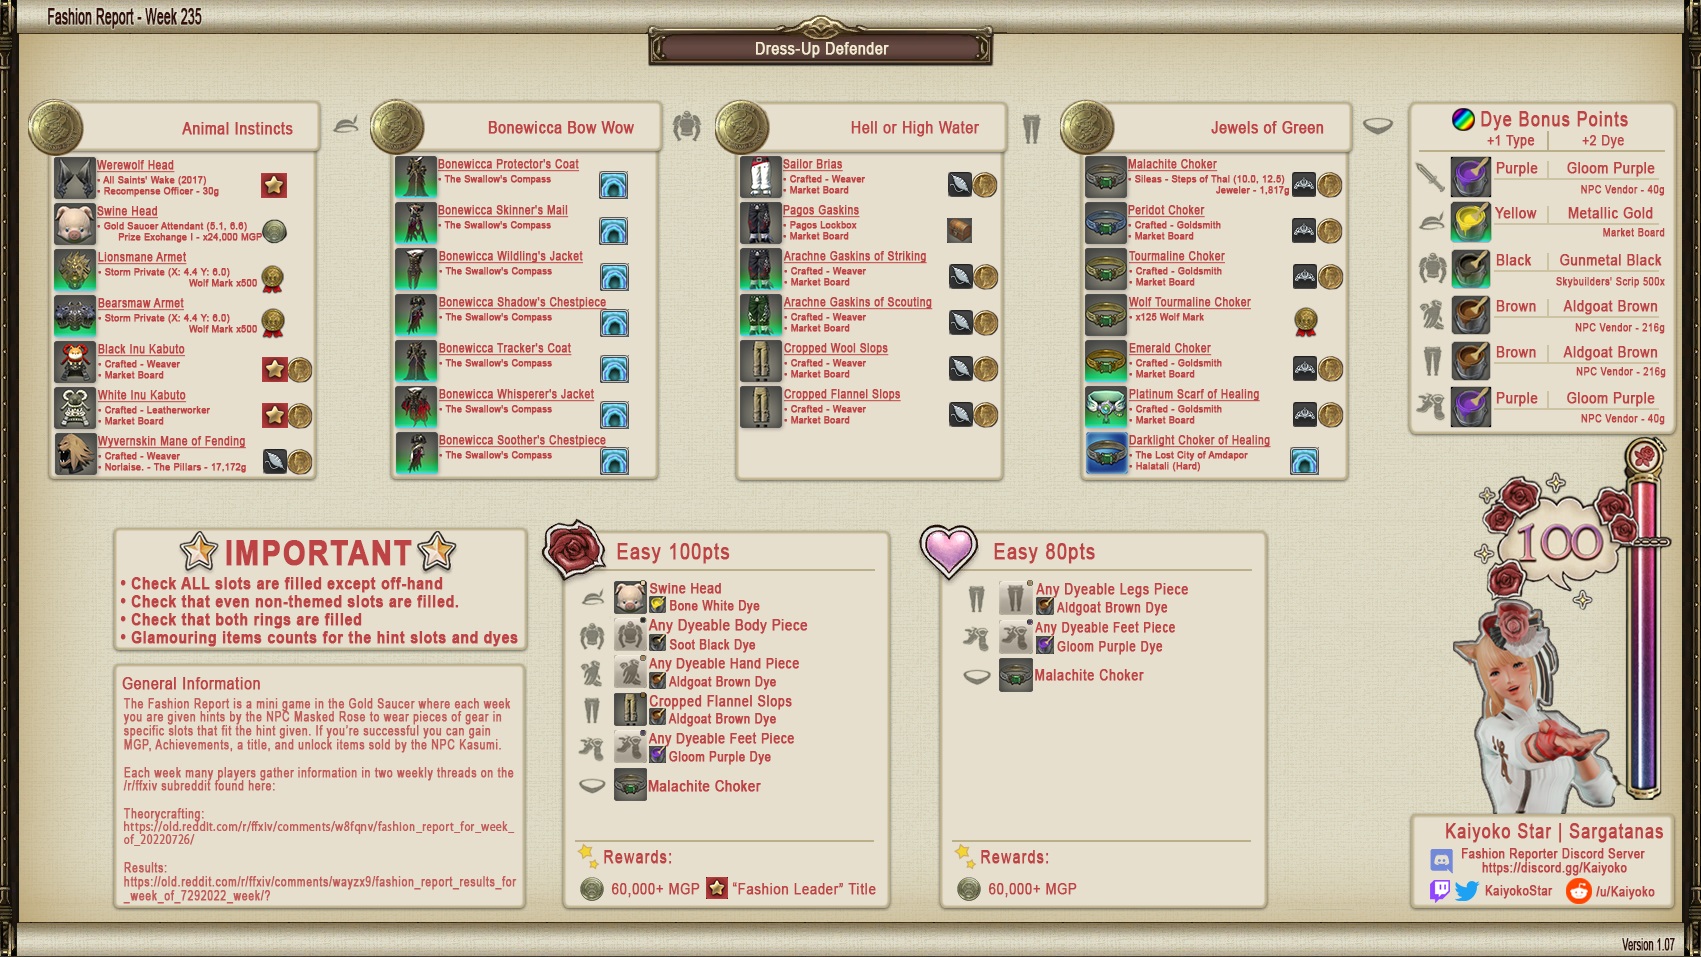 Fashion Report - Week 235
Dress-Up Defender
Animal Instincts
Werewolf Head
• All Saints' Wake (2017)
• Recompense Officer - 30g
Swine Head
• Gold Saucer Attendant (5.1, 6.6)
Prize Exchange I - x24,000 MGP
Lionsmane Armet
• Storm Private (X: 4.4 Y: 6.0)
Wolf Mark x500
Bearsmaw Armet
• Storm Private (X: 4.4 Y: 6.0)
Wolf Mark x500
Black Inu Kabuto
• Crafted - Weaver
• Market Board
White Inu Kabuto
• Crafted - Leatherworker
• Market Board
Wyvernskin Mane of Fending
• Crafted - Weaver
• Norlaise. - The Pillars - 17,172g
Bonewicca Bow Wow
Bonewicca Protector's Coat
• The Swallow's Compass
Bonewicca Skinner's Mail
• The Swallow's Compass
Bonewicca Wildling's Jacket
• The Swallow's Compass
Bonewicca Shadow's Chestpiece
• The Swallow's Compass
Bonewicca Tracker's Coat
• The Swallow's Compass
Bonewicca Whisperer's Jacket
• The Swallow's Compass
Bonewicca Soother's Chestpiece
• The Swallow's Compass
Hell or High Water
Sailor Brias
• Crafted - Weaver
• Market Board
Pagos Gaskins
• Pagos Lookbox
• Market Board
Arachne Gaskins of Striking
• Crafted - Weaver
• Market Board
Arachne Gaskins of Scouting
• Crafted - Weaver
• Market Board
Cropped Wool Slops
• Crafted - Weaver
• Market Board
Cropped Flannel Slops
• Crafted - Weaver
• Market Board
Jewels of Green
Malachite Choker
• Sileas - Steps of Thal (10.0, 12.5)
Jeweler - 1,817g
Peridot Choker
• Crafted - Goldsmith
• Market Board
Tourmaline Choker
• Crafted - Goldsmith
• Market Board
Wolf Tourmaline Choker
• x125 Wolf Mark
Emerald Choker
• Crafted - Goldsmith
• Market Board
Platinum Scarf of Healing
• Crafted - Goldsmith
• Market Board
Darklight Choker of Healing
• The Lost City of Amdapor
• Halatali (Hard)
Dye Bonus Points
+1 Type +2 Dye
Purple Gloom Purple
NPC Vendor - 40g
Yellow Metallic Gold
Market Board
Black Gunmetal Black
Skybuilders' Scrip 500x
Brown Aldgoat Brown
NPC Vendor - 216g
Brown Aldgoat Brown
NPC Vendor - 216g
Purple Gloom Purple
NPC Vendor - 40g
IMPORTANT
• Check ALL slots are filled except off-hand
• Check that even non-themed slots are filled.
• Check that both rings are filled
• Glamouring items counts for the hint slots and dyes
General Information
The Fashion Report is a mini game in the Gold Saucer where each week
you are given hints by the NPC Masked Rose to wear pieces of gear in
specific slots that fit the hint given. If you're successful you can gain
MGP, Achievements, a title, and unlock items sold by the NPC Kasumi.
Each week many players gather information in two weekly threads on the
/r/ffxiv subreddit found here:
Theorycrafting:
https://old.reddit.com/r/ffxiv/comments/w8fqnv/fashion_report_for_week_
of_20220726/
Results:
https://old.reddit.com/r/ffxiv/comments/wayzx9/fashion_report_results_for
_week_of_7292022_week/?
Easy 100pts
Swine Head
Bone White Dye
Any Dyeable Body Piece
Soot Black Dye
Any Dyeable Hand Piece
Aldgoat Brown Dye
Cropped Flannel Slops
Aldgoat Brown Dye
Any Dyeable Feet Piece
Gloom Purple Dye
Malachite Choker
Rewards:
60,000+ MGP "Fashion Leader" Title
Easy 80pts
Any Dyeable Legs Piece
Aldgoat Brown Dye
Any Dyeable Feet Piece
Gloom Purple Dye
Malachite Choker
Rewards:
60,000+ MGP
100
Kaiyoko Star | Sargatanas
Fashion Reporter Discord Server
https://discord.gg/Kaiyoko
KaiyokoStar /u/Kaiyoko
Version 1.07